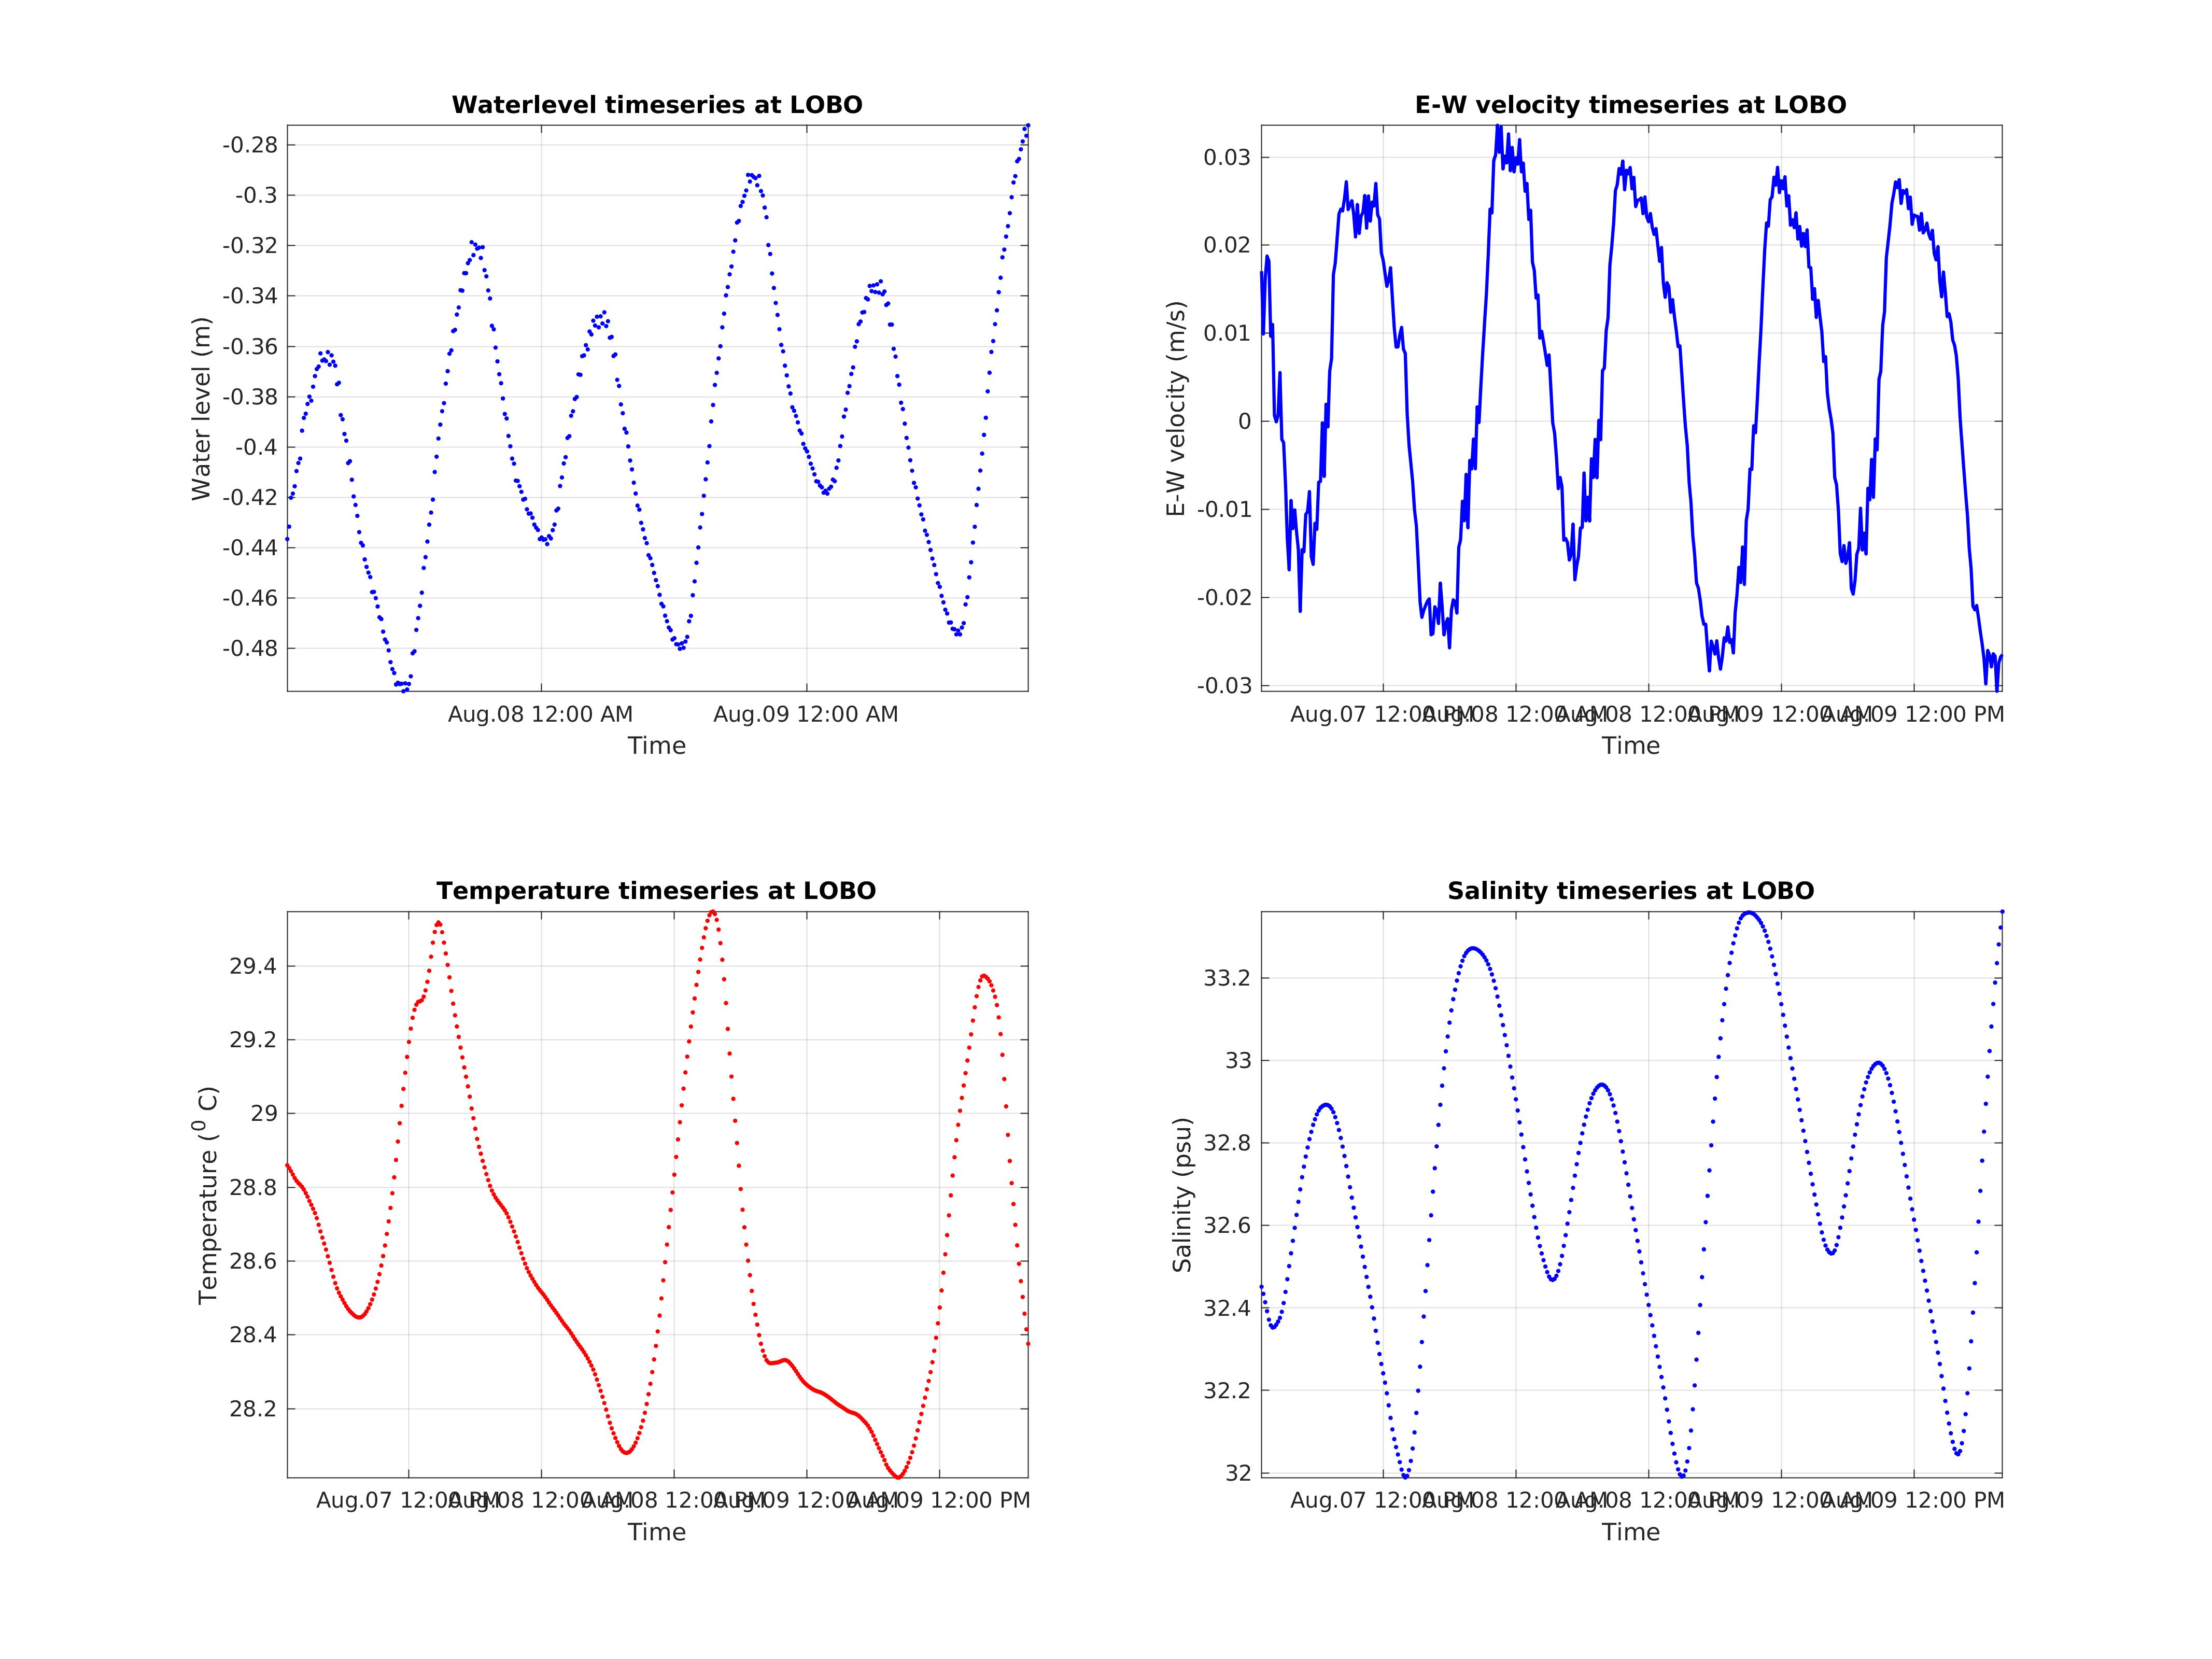 Waterlevel timeseries at LOBO
Water level (m)
-0.28
-0.3
-0.32
-0.34
-0.36
-0.38
-0.4
-0.42
-0.44
-0.46
-0.48
Aug.08 12:00 AM
Aug.09 12:00 AM
Time
E-W velocity timeseries at LOBO
E-W velocity (m/s)
0.03
0.02
0.01
0
-0.01
-0.02
-0.03
Aug.07 12:00 PM
Aug.08 12:00 AM
Aug.08 12:00 PM
Aug.09 12:00 AM
Aug.09 12:00 PM
Time
Temperature timeseries at LOBO
Temperature (0 C)
29.4
29.2
29
28.8
28.6
28.4
28.2
Aug.07 12:00 PM
Aug.08 12:00 AM
Aug.08 12:00 PM
Aug.09 12:00 AM
Aug.09 12:00 PM
Time
Salinity timeseries at LOBO
Salinity (psu)
33.2
33
32.8
32.6
32.4
32.2
32
Aug.07 12:00 PM
Aug.08 12:00 AM
Aug.08 12:00 PM
Aug.09 12:00 AM
Aug.09 12:00 PM
Time